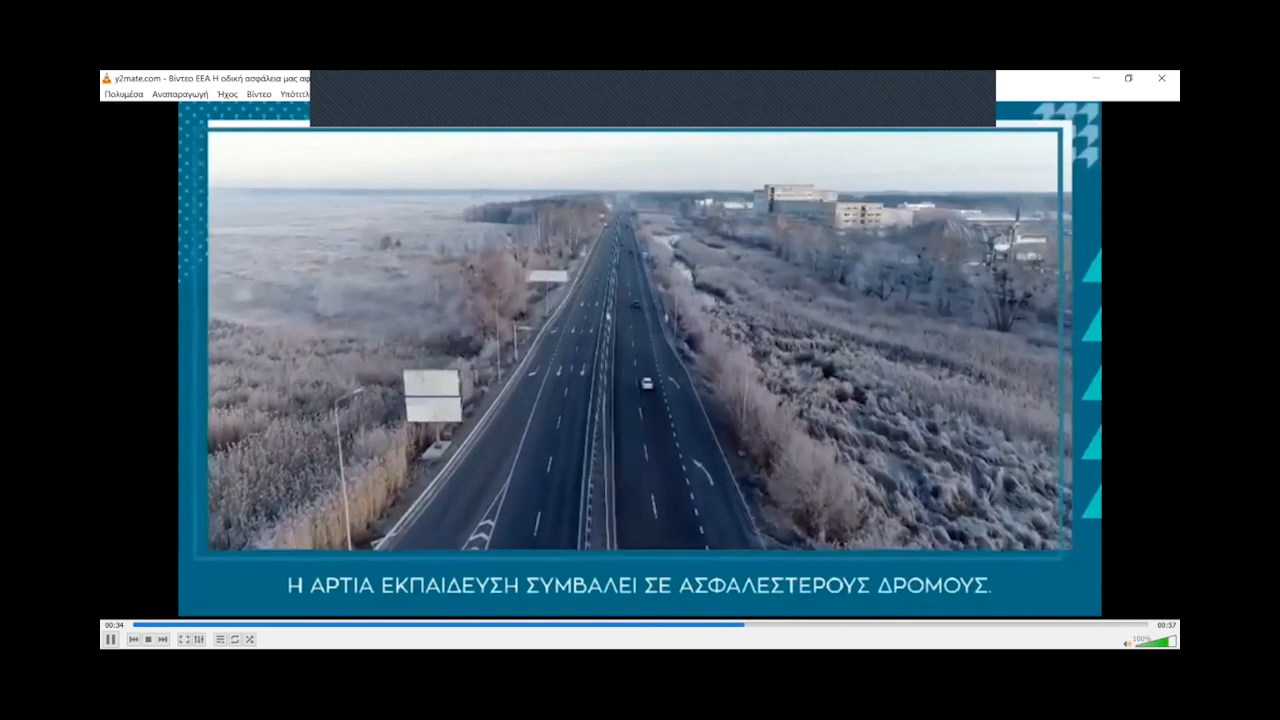 y2mate.com - Βίντεο ΕΕΑ Η οδική ασφάλεια μας αφ
Πολυμέσα Αναπαραγωγή Ήχος Βίντεο Υπότιτλ
Η ΑΡΤΙΑ ΕΚΠΑΙΔΕΥΣΗ ΣΥΜΒΑΛΕΙ ΣΕ ΑΣΦΑΛΕΣΤΕΡΟΥΣ ΔΡΟΜΟΥΣ.
00:34 00:57
100%